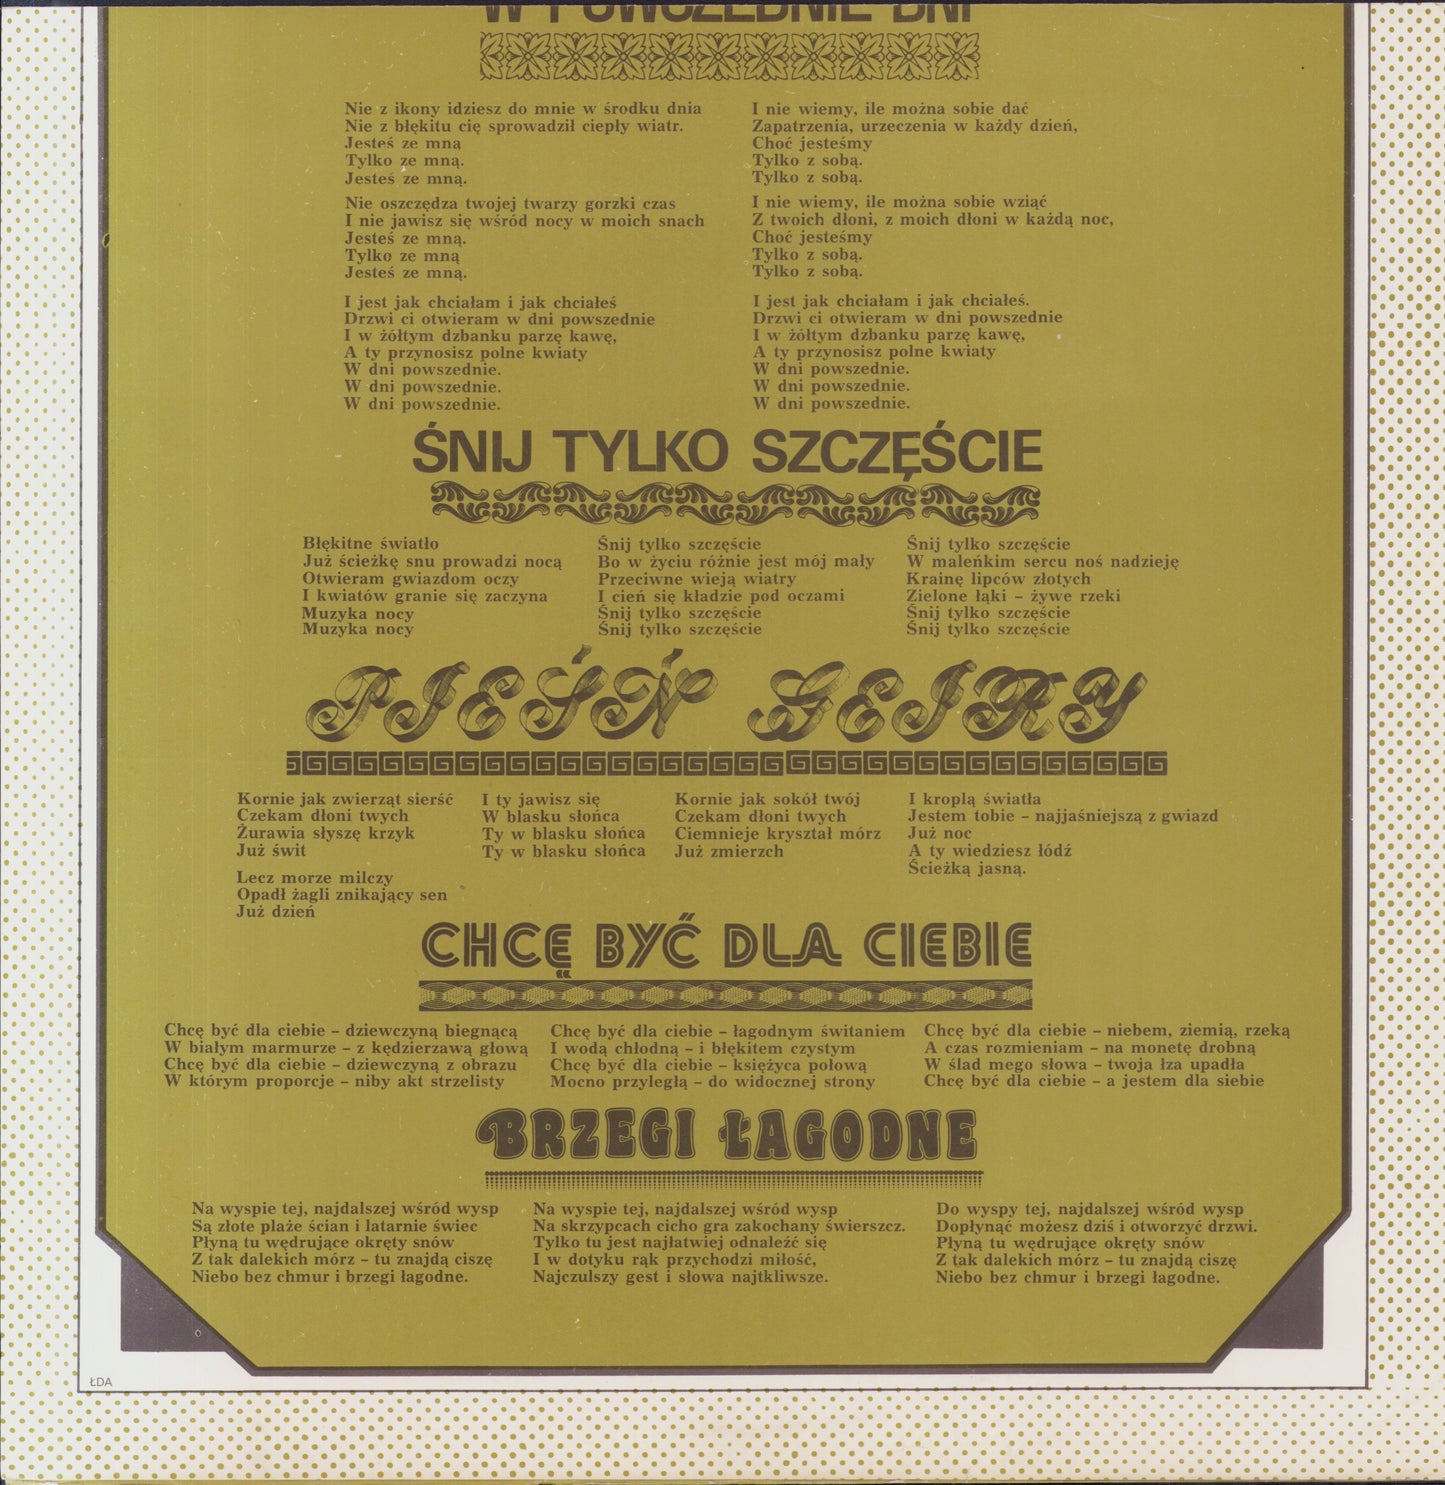 W POWSZEDNIE DNI
Nie z ikony idziesz do mnie w środku dnia
Nie z błękitu cię sprowadził ciepły wiatr.
Jesteś ze mną
Tylko ze mną.
Jesteś ze mną.
Nie oszczędza twojej twarzy gorzki czas
I nie jawisz się wśród nocy w moich snach
Jesteś ze mną.
Tylko ze mną
Jesteś ze mną.
I jest jak chciałam i jak chciałeś
Drzwi ci otwieram w dni powszednie
I w żółtym dzbanku parzę kawę,
A ty przynosisz polne kwiaty
W dni powszednie.
W dni powszednie.
W dni powszednie.
I nie wiemy, ile można sobie dać
Zapatrzenia, urzeczenia w każdy dzień,
Choć jesteśmy
Tylko z sobą.
Tylko z sobą.
I nie wiemy, ile można sobie wziąć
Z twoich dłoni, z moich dłoni w każdą noc,
Choć jesteśmy
Tylko z sobą.
Tylko z sobą.
I jest jak chciałam i jak chciałeś.
Drzwi ci otwieram w dni powszednie
I w żółtym dzbanku parzę kawę,
A ty przynosisz polne kwiaty
W dni powszednie.
W dni powszednie.
W dni powszednie.
ŚNIJ TYLKO SZCZĘŚCIE
Błękitne światło
Już ścieżkę snu prowadzi nocą
Otwieram gwiazdom oczy
I kwiatów granie się zaczyna
Muzyka nocy
Muzyka nocy
Śnij tylko szczęście
Bo w życiu różnie jest mój mały
Przeciwne wieją wiatry
I cień się kładzie pod oczami
Śnij tylko szczęście
Śnij tylko szczęście
Śnij tylko szczęście
W maleńkim sercu noś nadzieję
Krainę lipców złotych
Zielone łąki – żywe rzeki
Śnij tylko szczęście
Śnij tylko szczęście
PIEŚŃ GEIRY
Kornie jak zwierząt sierść
Czekam dłoni twych
Żurawia słyszę krzyk
Już świt
Lecz morze milczy
Opadł żagli znikający sen
Już dzień
I ty jawisz się
W blasku słońca
Ty w blasku słońca
Ty w blasku słońca
Kornie jak sokół twój
Czekam dłoni twych
Ciemnieje kryształ mórz
Już zmierzch
I kroplą światła
Jestem tobie – najjaśniejszą z gwiazd
Już noc
A ty wiedziesz łódź
Ścieżką jasną.
CHCĘ BYĆ DLA CIEBIE
Chcę być dla ciebie – dziewczyną biegnącą
W białym marmurze – z kędzierzawą głową
Chcę być dla ciebie – dziewczyną z obrazu
W którym proporcje – niby akt strzelisty
Chcę być dla ciebie – łagodnym świtaniem
I wodą chłodną – i błękitem czystym
Chcę być dla ciebie – księżyca połową
Mocno przyległą – do widocznej strony
Chcę być dla ciebie – niebem, ziemią, rzeką
A czas rozmieniam – na monetę drobną
W ślad mego słowa – twoja łza upadła
Chcę być dla ciebie – a jestem dla siebie
BRZEGI ŁAGODNE
Na wyspie tej, najdalszej wśród wysp
Są złote plaże ścian i latarnie świec
Płyną tu wędrujące okręty snów
Z tak dalekich mórz – tu znajdą ciszę
Niebo bez chmur i brzegi łagodne.
Na wyspie tej, najdalszej wśród wysp
Na skrzypcach cicho gra zakochany świerszcz.
Tylko tu jest najłatwiej odnaleźć się
I w dotyku rąk przychodzi miłość,
Najczulszy gest i słowa najtkliwsze.
Do wyspy tej, najdalszej wśród wysp
Dopłynąć możesz dziś i otworzyć drzwi.
Płyną tu wędrujące okręty snów
Z tak dalekich mórz – tu znajdą ciszę
Niebo bez chmur i brzegi łagodne.
ŁDA